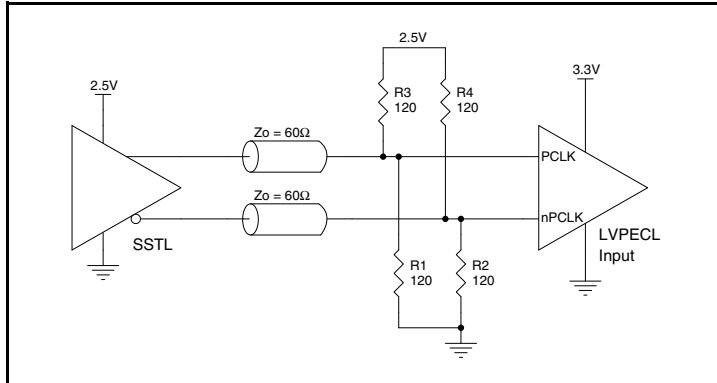 2.5V
2.5V
3.3V
R3
120
R4
120
Zo = 60Ω
PCLK
Zo = 60Ω
nPCLK
SSTL
LVPECL
Input
R1
120
R2
120